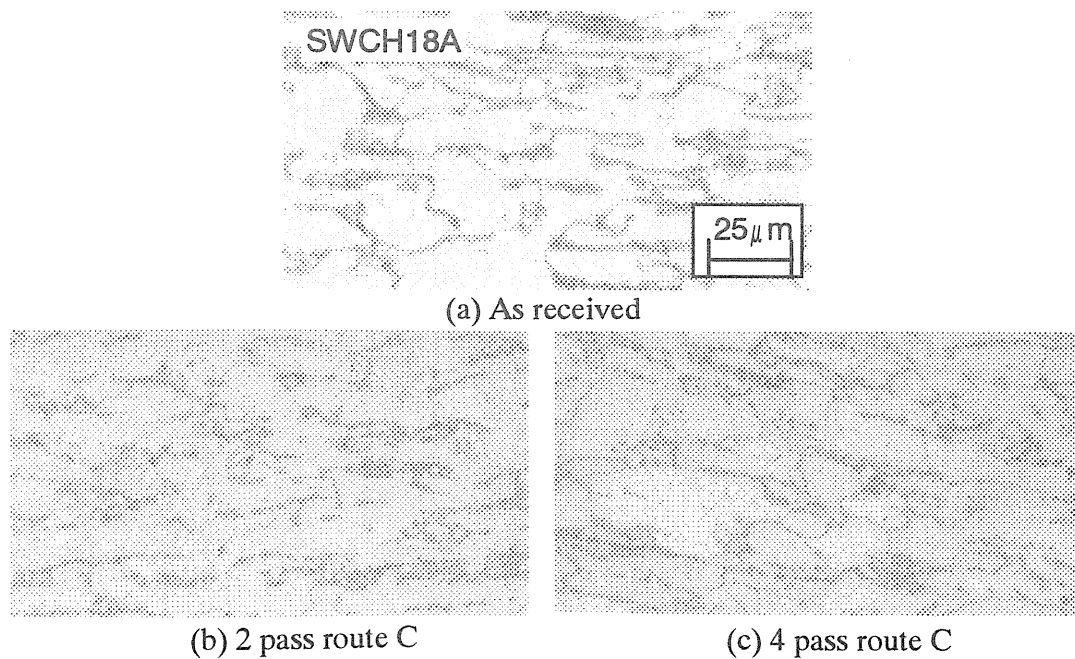 SWCH18A
25μm
(a) As received
(b) 2 pass route C
(c) 4 pass route C